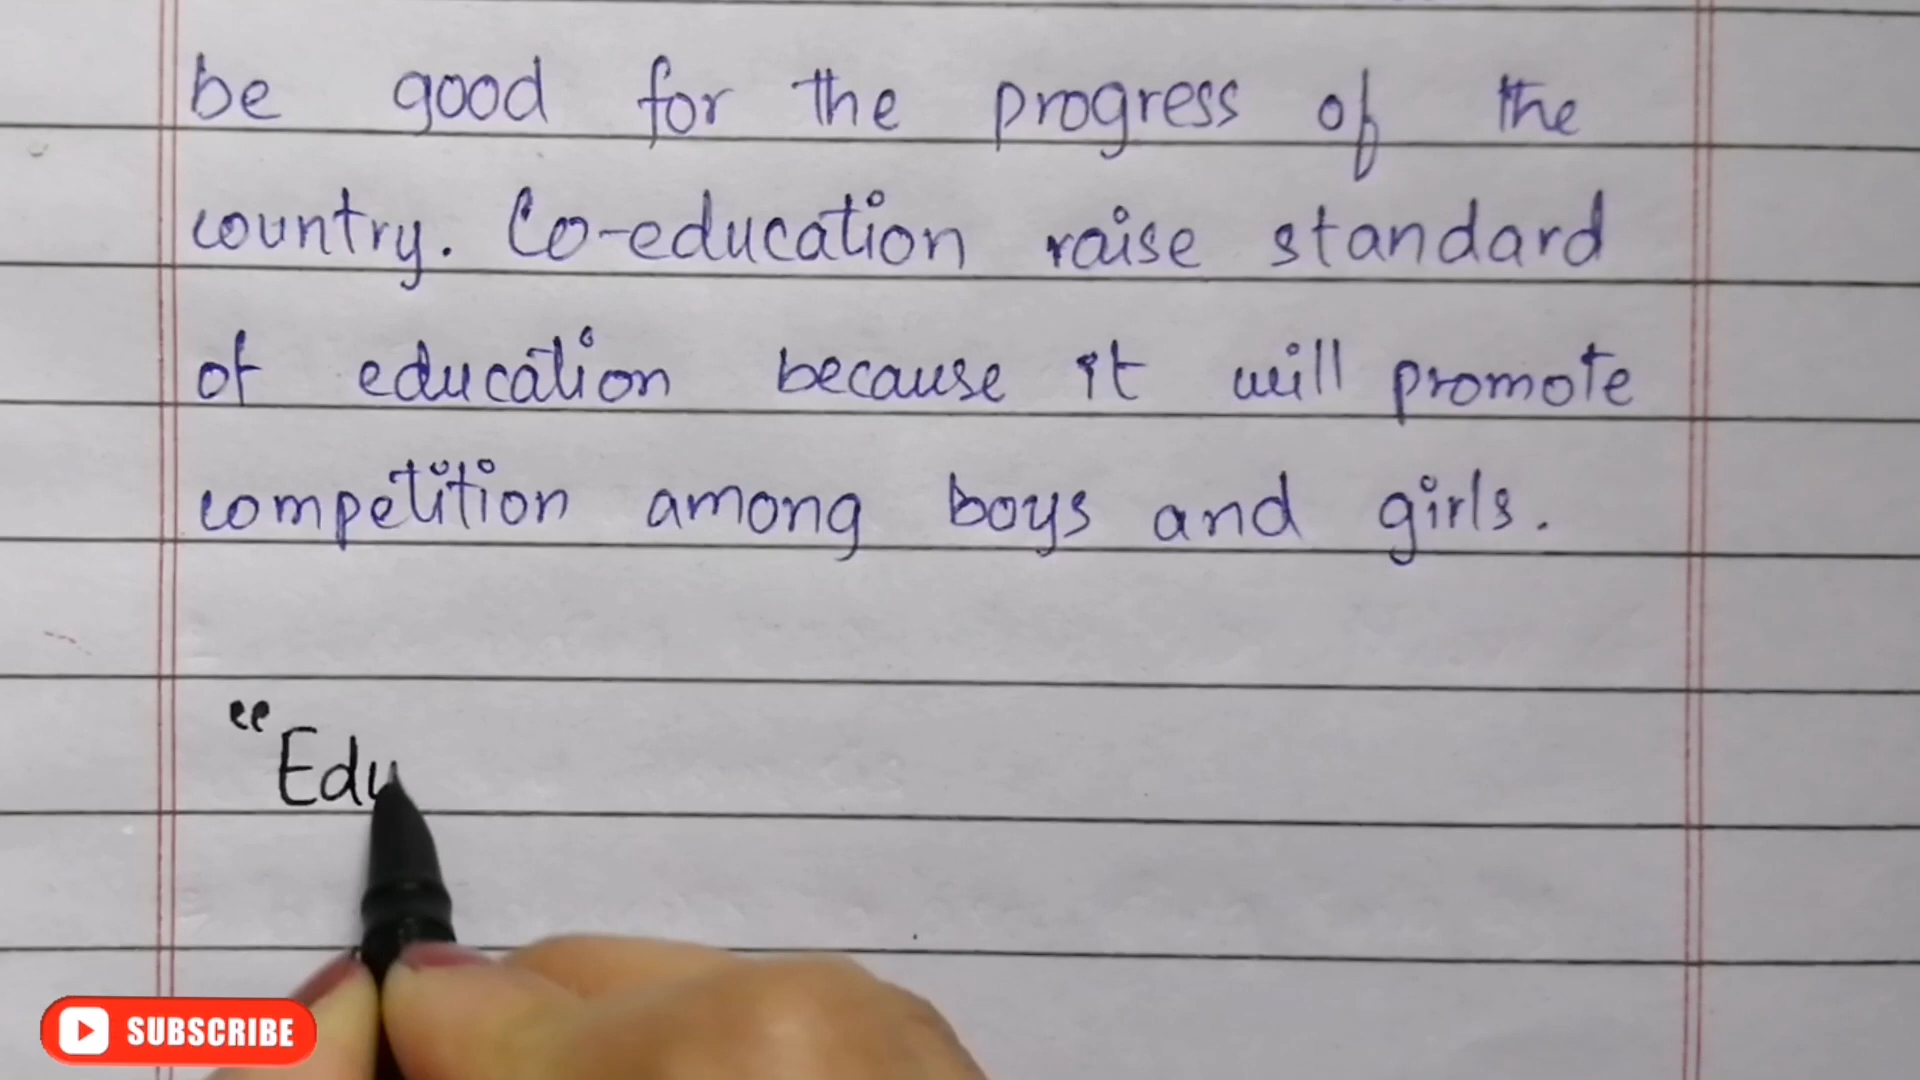 be good for the progress of the
country. Co-education raise standard
of education because it will promote
competition among boys and girls.
"Edu
SUBSCRIBE